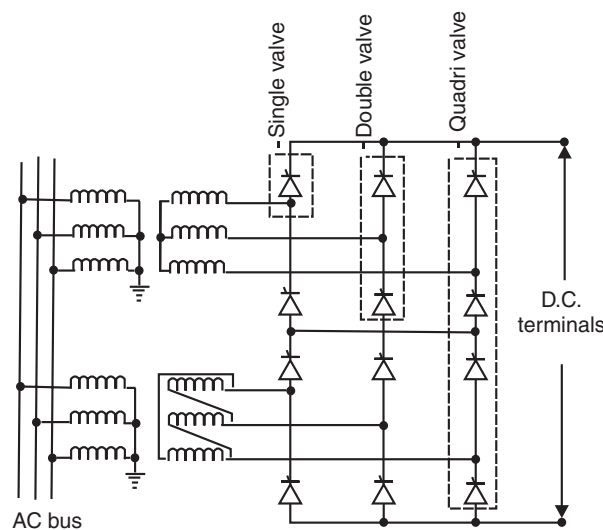 Single valve
Double valve
Quadri valve
D.C.
terminals
AC bus